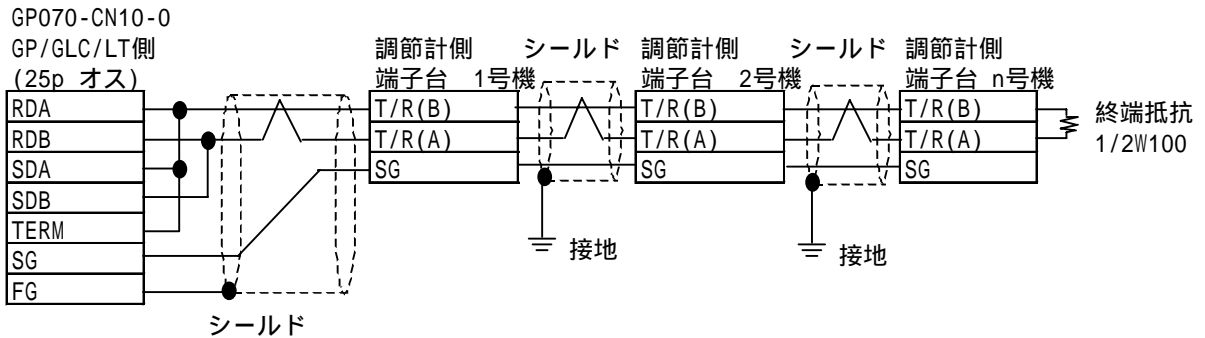 GP070-CN10-0
GP/GLC/LT側
(25p オス)
RDA
RDB
SDA
SDB
TERM
SG
FG
シールド
調節計側
端子台 1号機
T/R(B)
T/R(A)
SG
シールド
接地
調節計側
端子台 2号機
T/R(B)
T/R(A)
SG
シールド
接地
調節計側
端子台 n号機
T/R(B)
T/R(A)
SG
終端抵抗
1/2W100